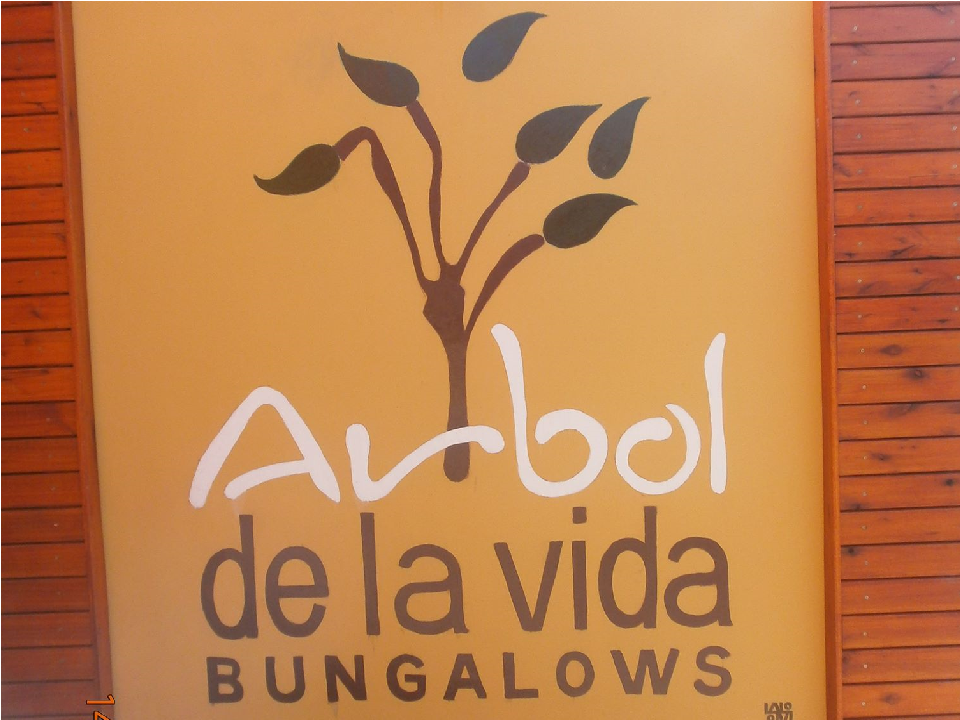 Arbol
de la vida
BUNGALOWS